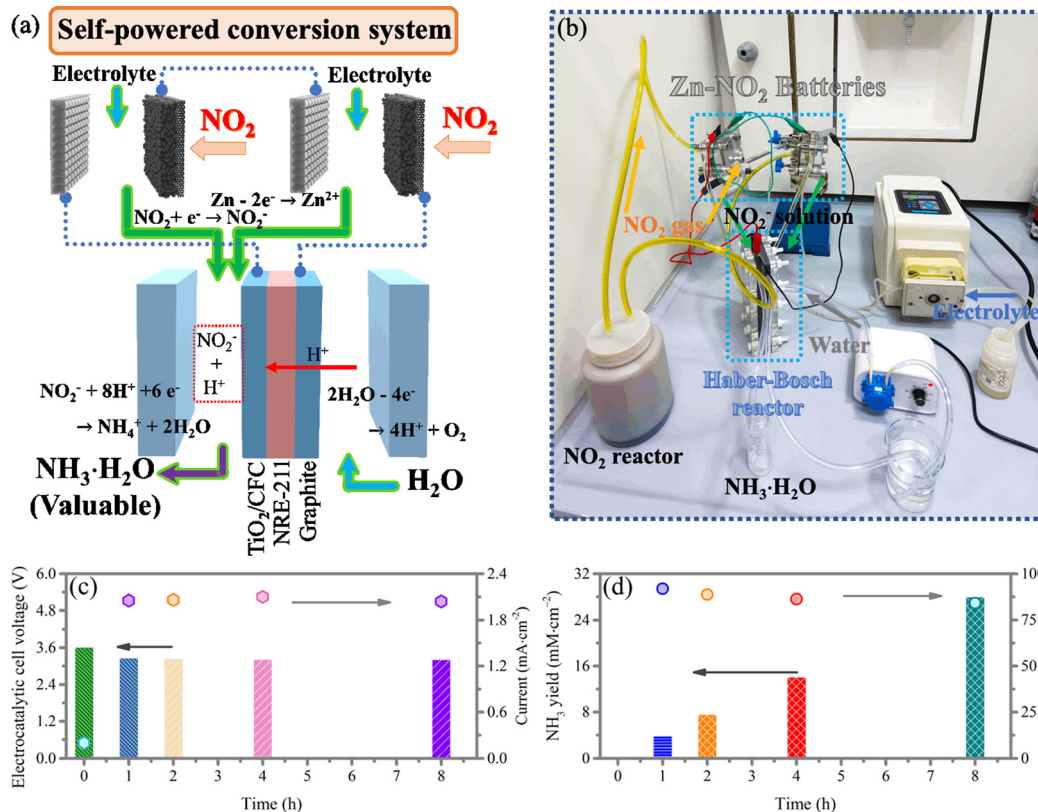 (a)
Self-powered conversion system
Electrolyte
Electrolyte
NO₂
NO₂
Zn - 2e⁻ → Zn²⁺
NO₂ + e⁻ → NO₂⁻
NO₂⁻
+
H⁺
H⁺
NO₂⁻ + 8H⁺ +6 e⁻
→ NH₄⁺ + 2H₂O
2H₂O - 4e⁻
→ 4H⁺ + O₂
NH₃·H₂O
(Valuable)
H₂O
TiO₂/CFC
NRE-211
Graphite
(b)
Zn-NO₂ Batteries
NO₂ gas
NO₂⁻ solution
Electrolyte
Water
Haber-Bosch
reactor
NO₂ reactor
NH₃·H₂O
(c)
Electrocatalytic cell voltage (V)
6.0
4.8
3.6
2.4
1.2
0.0
2.4
1.8
1.2
0.6
0.0
Current (mA·cm⁻²)
0 1 2 3 4 5 6 7 8
Time (h)
(d)
NH₃ yield (mM·cm⁻²)
32
24
16
8
0
75
50
25
0
0 1 2 3 4 5 6 7 8
Time (h)